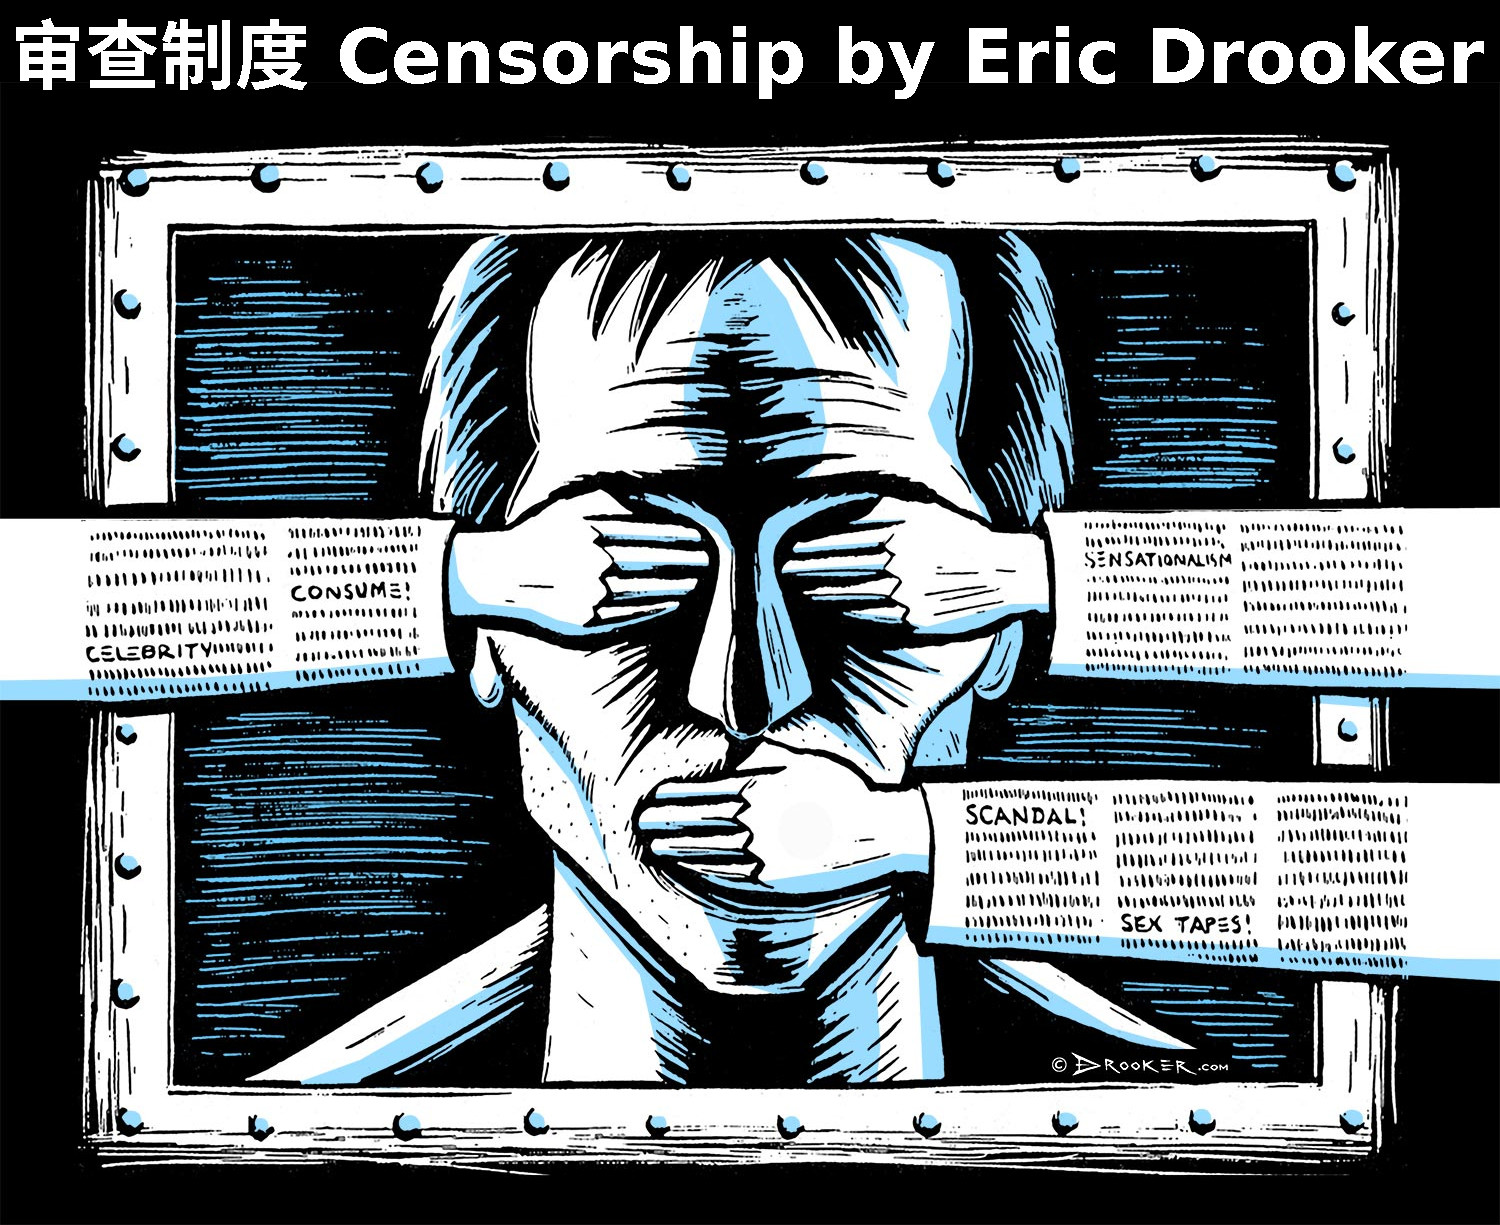 审查制度 Censorship by Eric Drooker
CONSUME!
CELEBRITY
SENSATIONALISM
SCANDAL!
SEX TAPES!
© DROOKER.COM